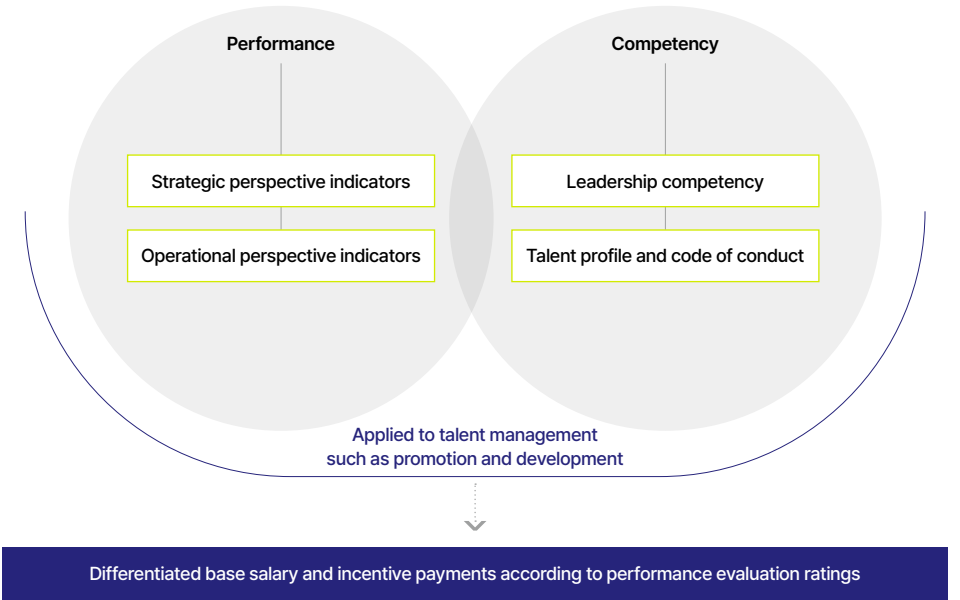 Performance
Strategic perspective indicators
Operational perspective indicators
Competency
Leadership competency
Talent profile and code of conduct
Applied to talent management
such as promotion and development
Differentiated base salary and incentive payments according to performance evaluation ratings